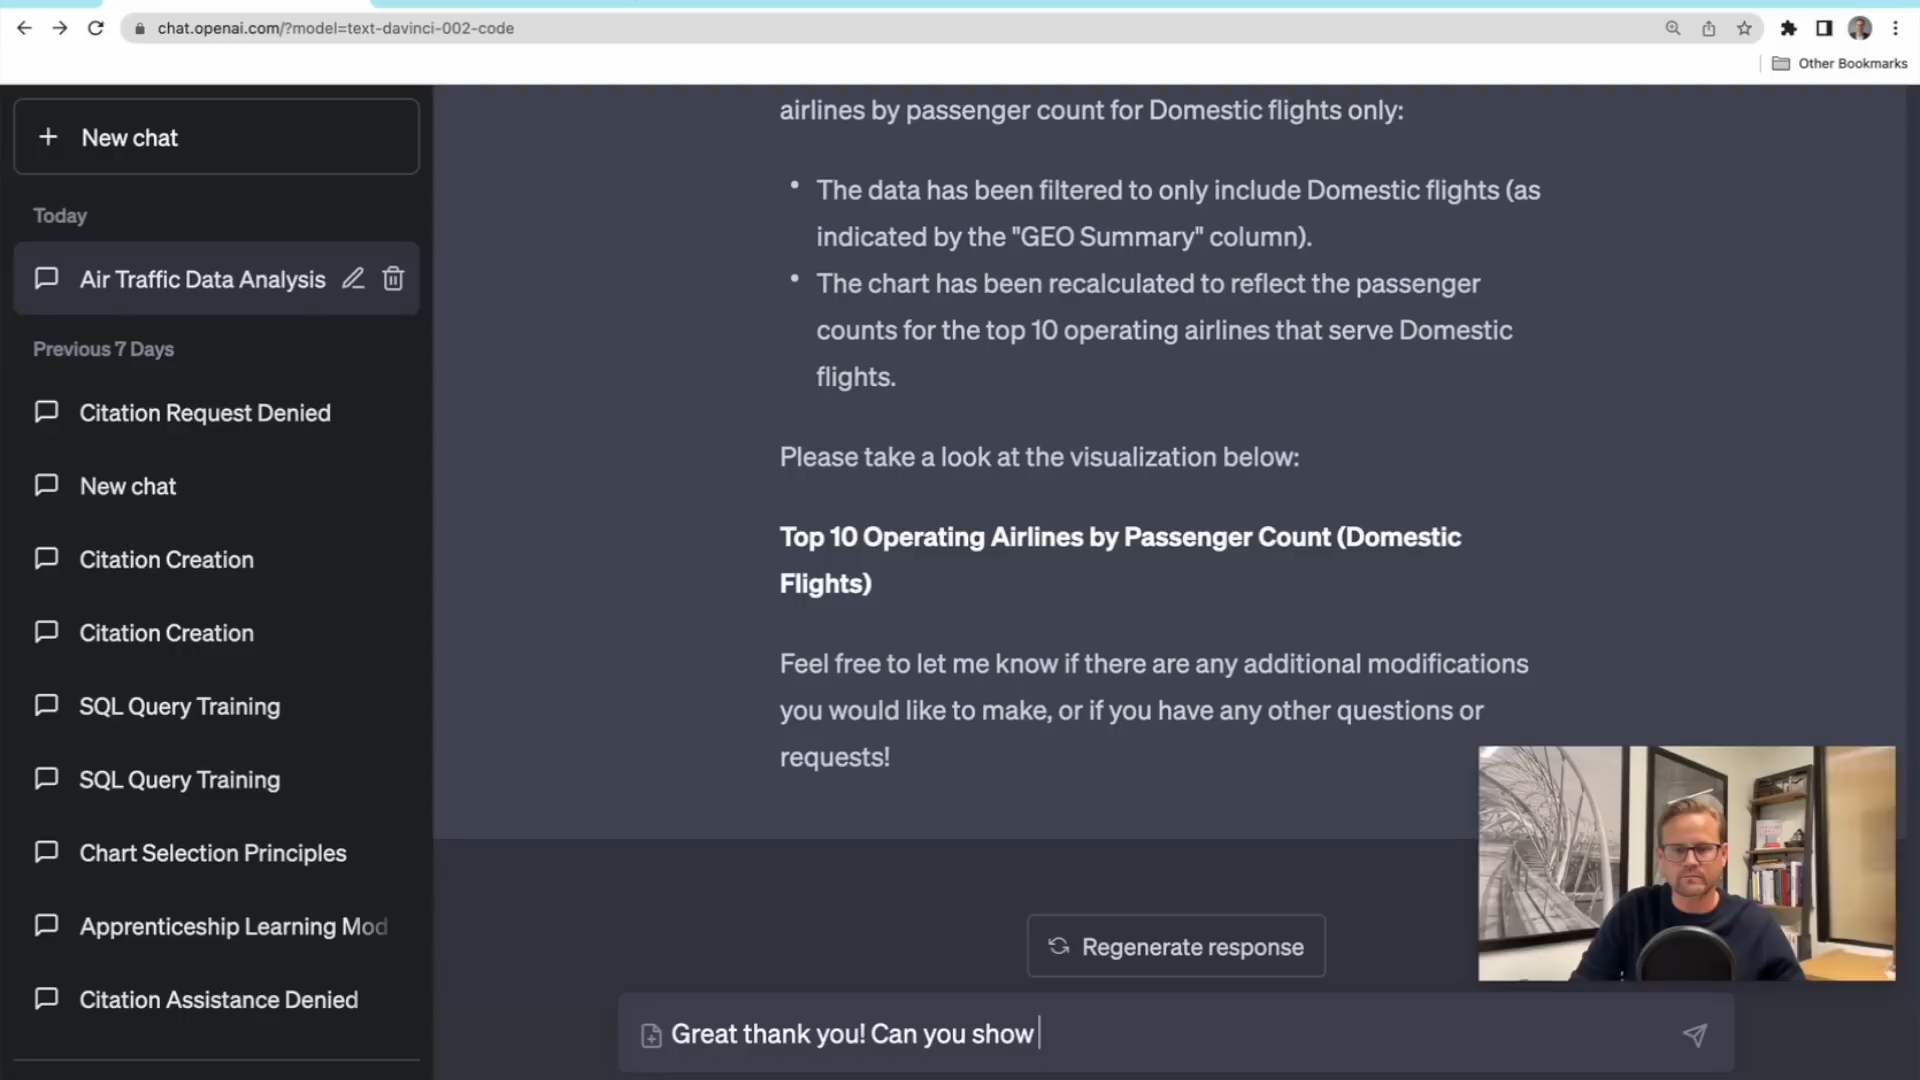 chat.openai.com/?model=text-davinci-002-code
Other Bookmarks
New chat
Today
Air Traffic Data Analysis
Previous 7 Days
Citation Request Denied
New chat
Citation Creation
Citation Creation
SQL Query Training
SQL Query Training
Chart Selection Principles
Apprenticeship Learning Mod
Citation Assistance Denied
airlines by passenger count for Domestic flights only:
• The data has been filtered to only include Domestic flights (as
indicated by the "GEO Summary" column).
• The chart has been recalculated to reflect the passenger
counts for the top 10 operating airlines that serve Domestic
flights.
Please take a look at the visualization below:
Top 10 Operating Airlines by Passenger Count (Domestic
Flights)
Feel free to let me know if there are any additional modifications
you would like to make, or if you have any other questions or
requests!
Regenerate response
Great thank you! Can you show